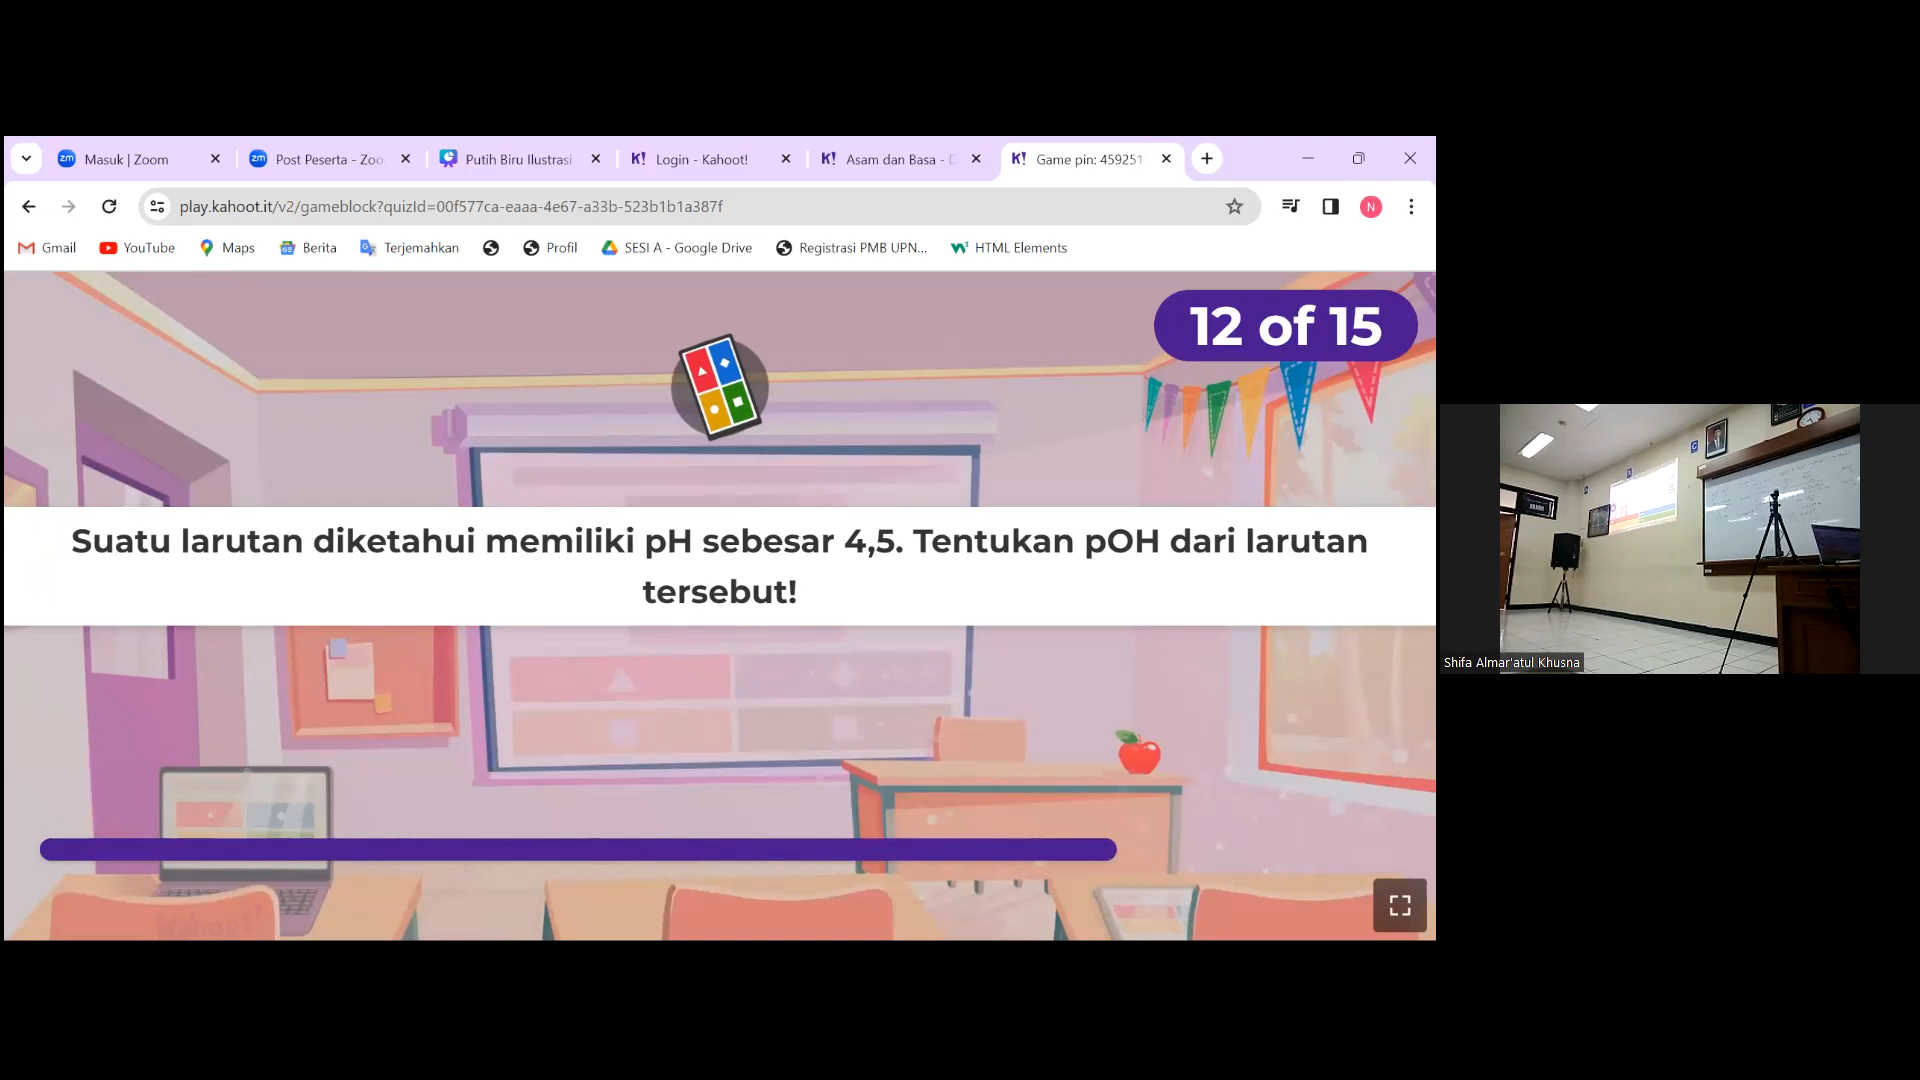 Masuk | Zoom
Post Peserta - Zoo
Putih Biru Ilustrasi
Login - Kahoot!
Asam dan Basa - D
Game pin: 459251
play.kahoot.it/v2/gameblock?quizId=00f577ca-eaaa-4e67-a33b-523b1b1a387f
N
Gmail
YouTube
Maps
Berita
Terjemahkan
Profil
SESI A - Google Drive
Registrasi PMB UPN...
HTML Elements
12 of 15
Suatu larutan diketahui memiliki pH sebesar 4,5. Tentukan pOH dari larutan
tersebut!
Kahoot!
Shifa Almar'atul Khusna